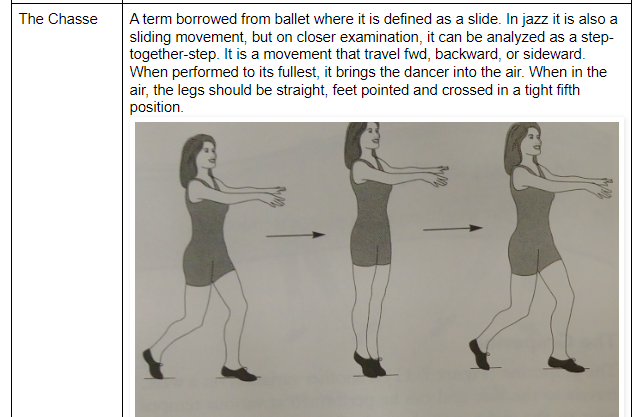 The Chasse
A term borrowed from ballet where it is defined as a slide. In jazz it is also a
sliding movement, but on closer examination, it can be analyzed as a step-
together-step. It is a movement that travel fwd, backward, or sideward.
When performed to its fullest, it brings the dancer into the air. When in the
air, the legs should be straight, feet pointed and crossed in a tight fifth
position.